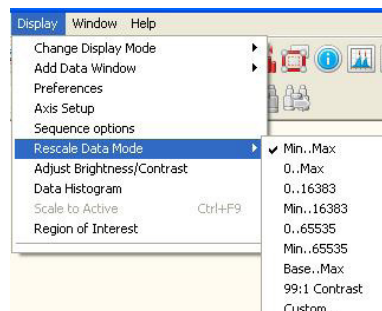 Display Window Help
Change Display Mode
Add Data Window
Preferences
Axis Setup
Sequence options
Rescale Data Mode
Adjust Brightness/Contrast
Data Histogram
Scale to Active Ctrl+F9
Region of Interest
Min..Max
0..Max
0..16383
Min..16383
0..65535
Min..65535
Base..Max
99:1 Contrast
Custom